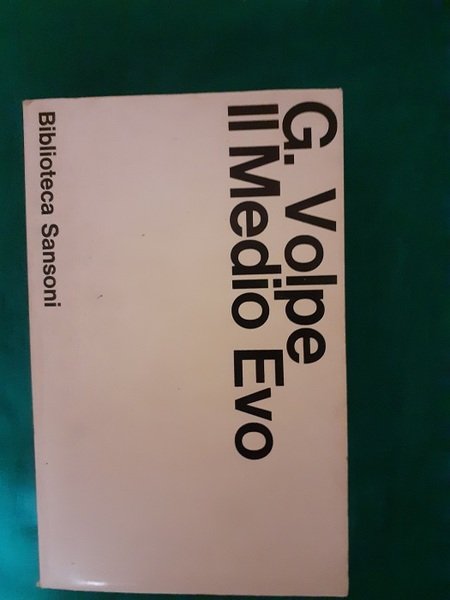 G. Volpe
Il Medio Evo
Biblioteca Sansoni